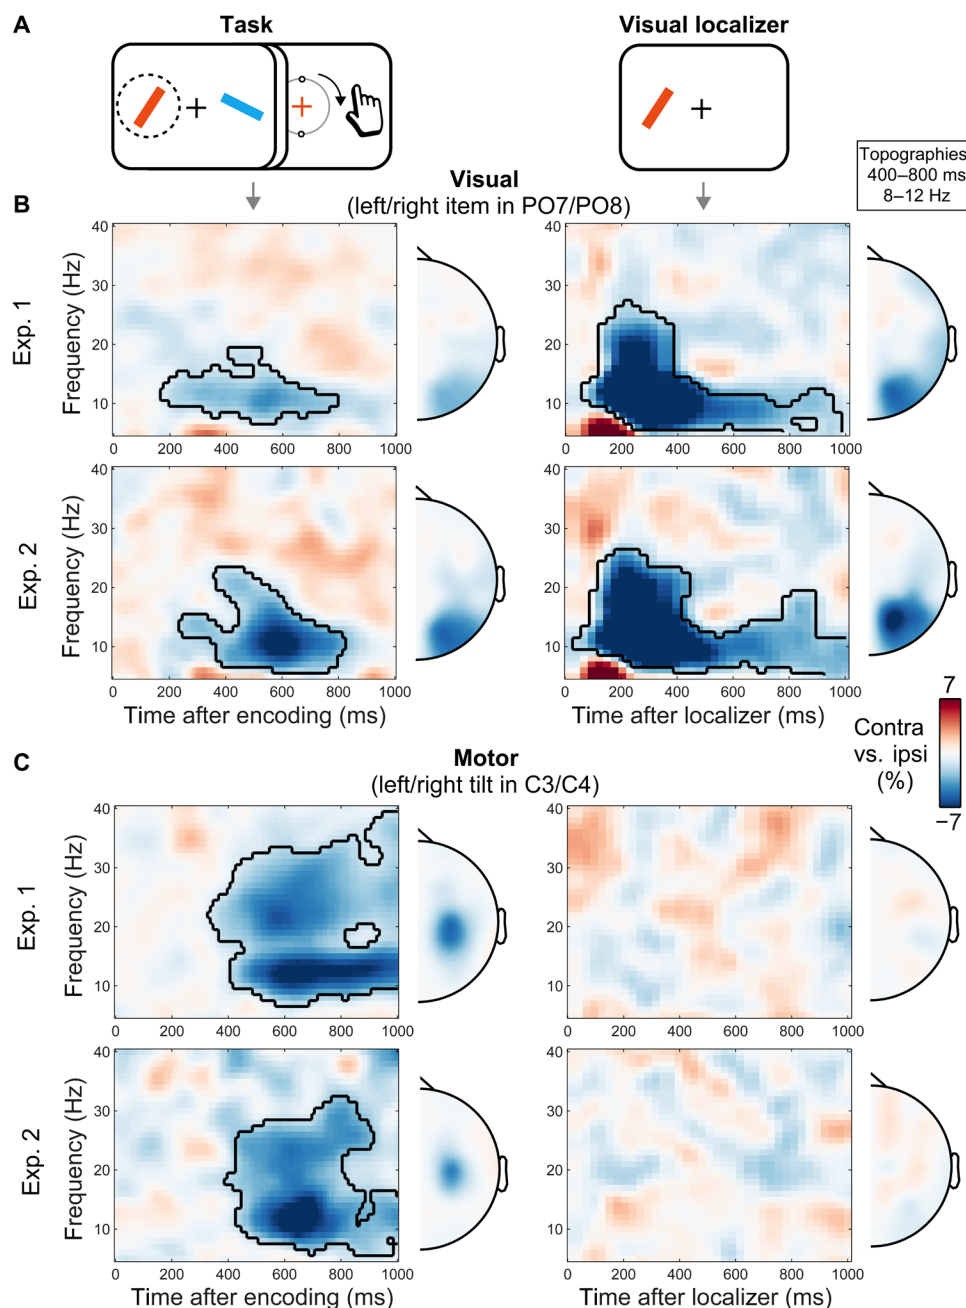 A
Task
Visual localizer
Topographies
400–800 ms
8–12 Hz
B
Visual
(left/right item in PO7/PO8)
Exp. 1
Frequency (Hz)
40
30
20
10
0 200 400 600 800 1000
40
30
20
10
0 200 400 600 800 1000
Exp. 2
Frequency (Hz)
40
30
20
10
0 200 400 600 800 1000
Time after encoding (ms)
40
30
20
10
0 200 400 600 800 1000
Time after localizer (ms)
7
Contra
vs. ipsi
(%)
−7
C
Motor
(left/right tilt in C3/C4)
Exp. 1
Frequency (Hz)
40
30
20
10
0 200 400 600 800 1000
40
30
20
10
0 200 400 600 800 1000
Exp. 2
Frequency (Hz)
40
30
20
10
0 200 400 600 800 1000
Time after encoding (ms)
40
30
20
10
0 200 400 600 800 1000
Time after localizer (ms)